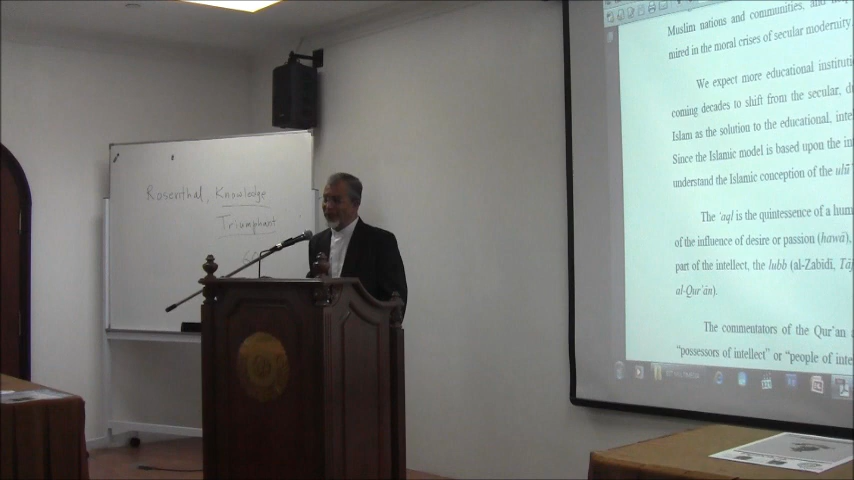 Rosenthal, Knowledge
Triumphant
Muslim nations and communities, and
mired in the moral crises of secular modernity.
We expect more educational
coming decades to shift from the secular,
Islam as the solution to the educational,
Since the Islamic model is based upon the
understand the Islamic conception of the
The 'aql is the quintessence of a
of the influence of desire or passion (hawā),
part of the intellect, the lubb (al-Zabīdī,
al-Qur'ān).
The commentators of the Qur'an
"possessors of intellect" or "people of